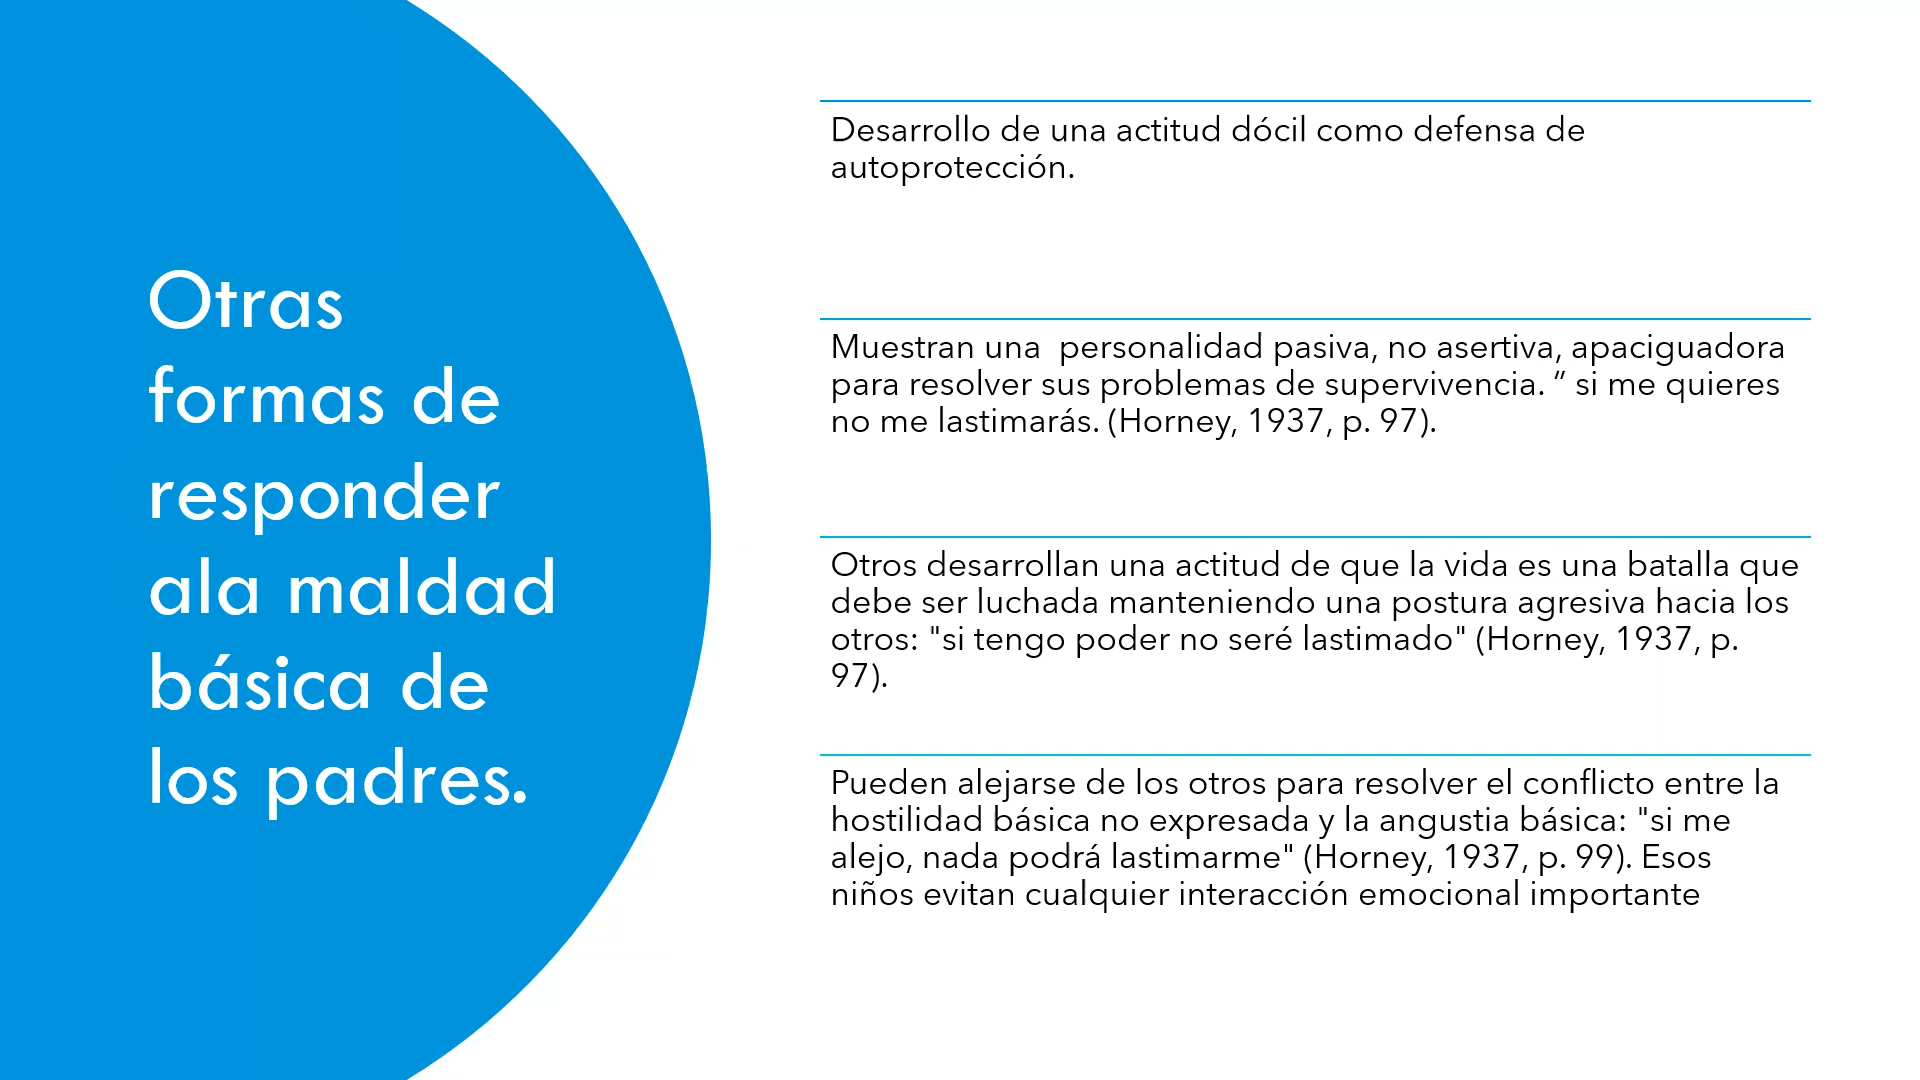 Otras
formas de
responder
ala maldad
básica de
los padres.
Desarrollo de una actitud dócil como defensa de
autoprotección.
Muestran una  personalidad pasiva, no asertiva, apaciguadora
para resolver sus problemas de supervivencia. ” si me quieres
no me lastimarás. (Horney, 1937, p. 97).
Otros desarrollan una actitud de que la vida es una batalla que
debe ser luchada manteniendo una postura agresiva hacia los
otros: "si tengo poder no seré lastimado" (Horney, 1937, p.
97).
Pueden alejarse de los otros para resolver el conflicto entre la
hostilidad básica no expresada y la angustia básica: "si me
alejo, nada podrá lastimarme" (Horney, 1937, p. 99). Esos
niños evitan cualquier interacción emocional importante